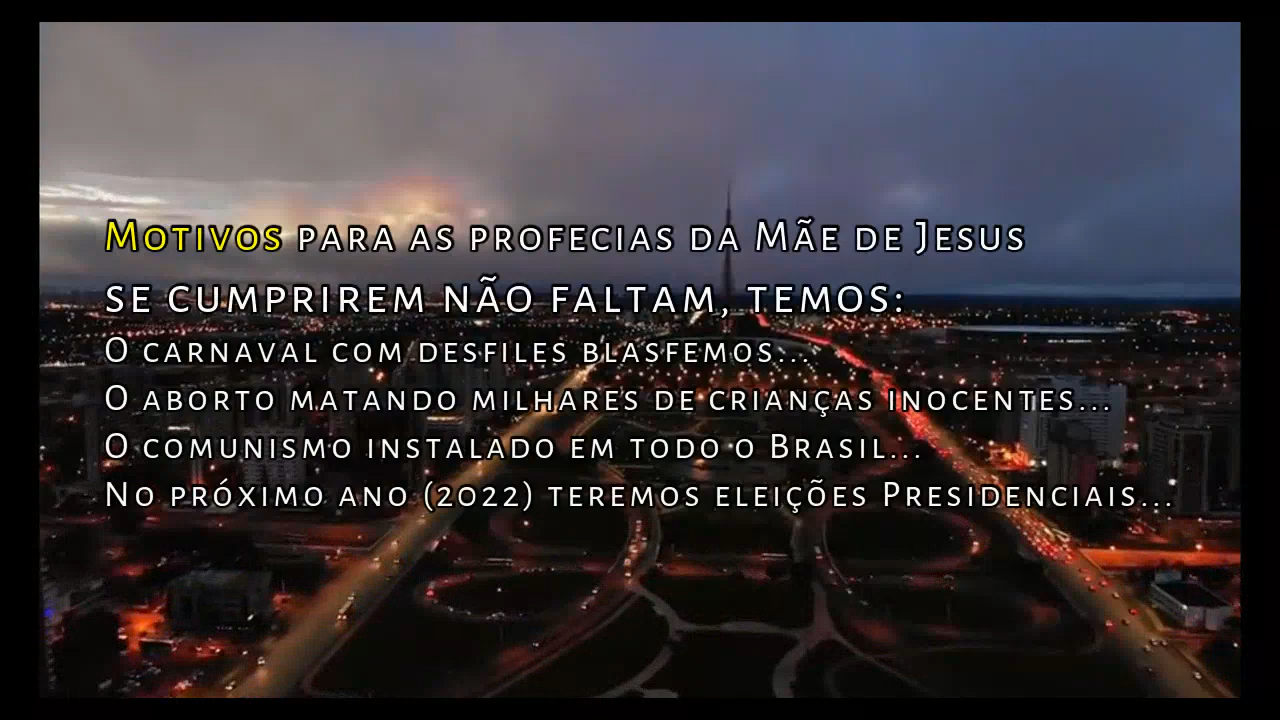 Motivos para as profecias da Mãe de Jesus
se cumprirem não faltam, temos:
O carnaval com desfiles blasfemos...
O aborto matando milhares de crianças inocentes...
O comunismo instalado em todo o Brasil...
No próximo ano (2022) teremos eleições Presidenciais...